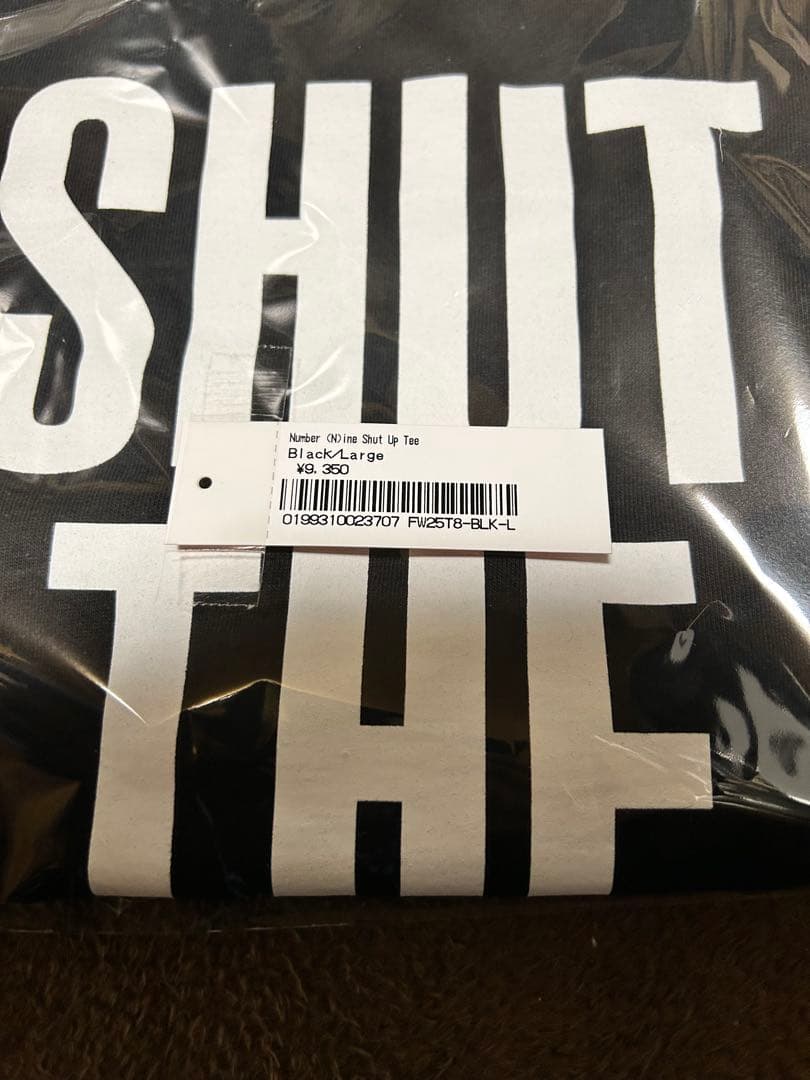 SHUT
Number (N)ine Shut Up Tee
Black/Large
¥9,350
0199310023707 FW25T8-BLK-L
THE